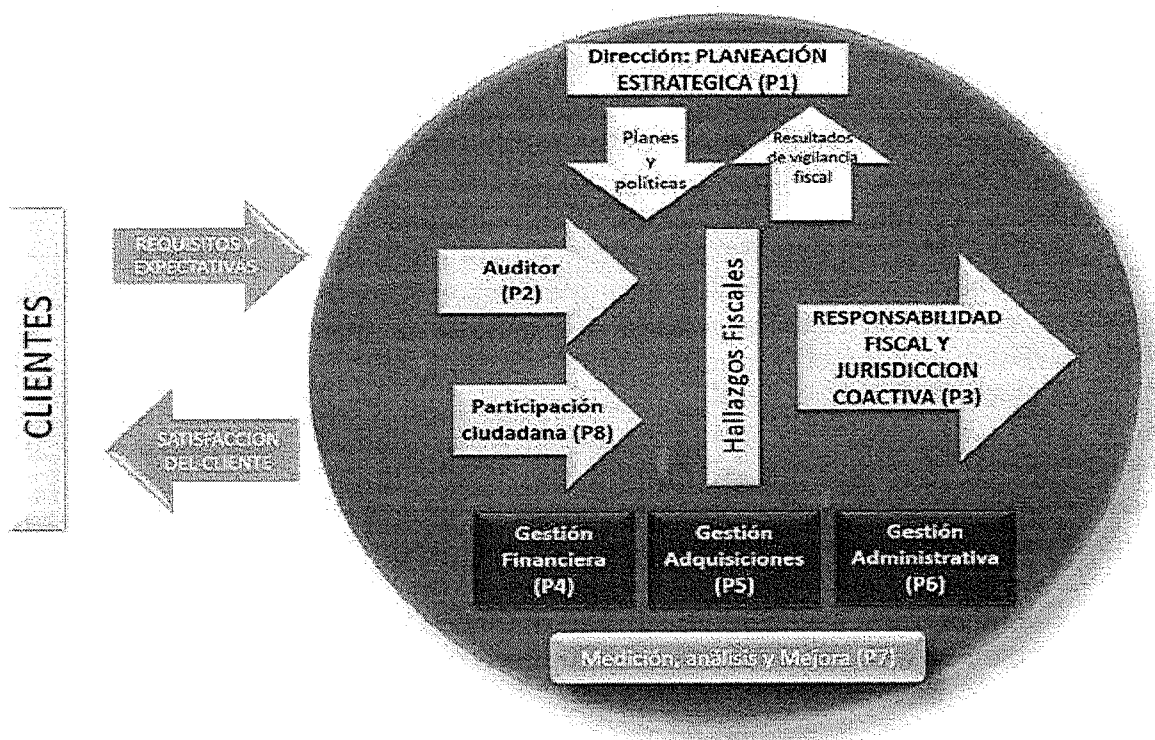 Dirección: PLANEACIÓN
ESTRATEGICA (P1)
Planes
y
políticas
Resultados
de vigilancia
fiscal
CLIENTES
REQUISITOS Y
EXPECTATIVAS
SATISFACCION
DEL CLIENTE
Auditor
(P2)
Participación
ciudadana (P8)
Hallazgos Fiscales
RESPONSABILIDAD
FISCAL Y
JURISDICCION
COACTIVA (P3)
Gestión
Financiera
(P4)
Gestión
Adquisiciones
(P5)
Gestión
Administrativa
(P6)
Medición, análisis y Mejora (P7)